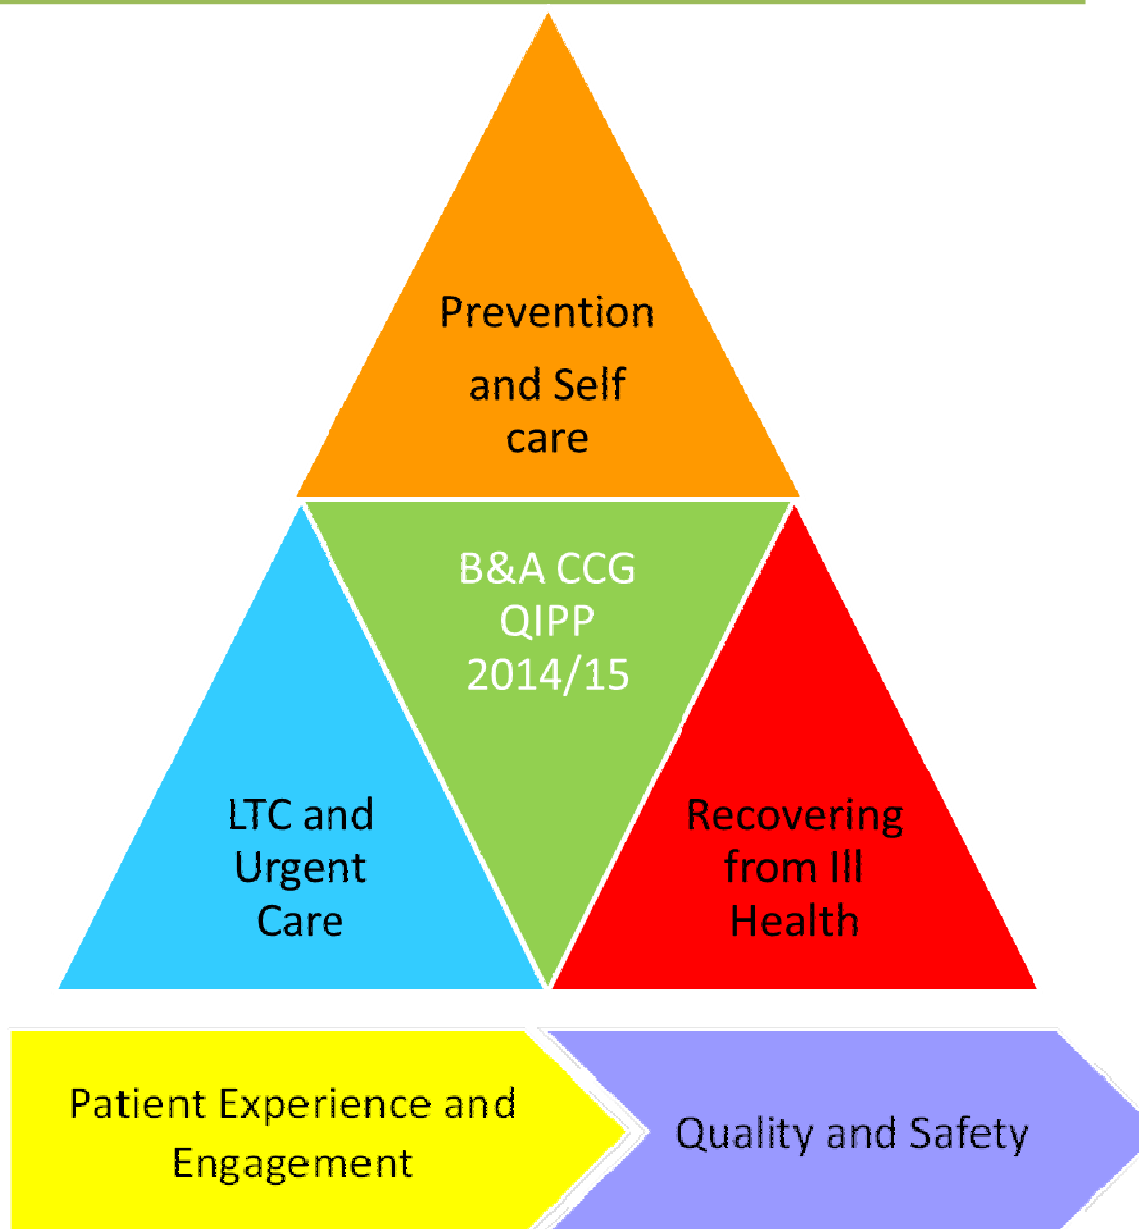 Prevention
and Self
care
B&A CCG
QIPP
2014/15
LTC and
Urgent
Care
Recovering
from Ill
Health
Patient Experience and
Engagement
Quality and Safety